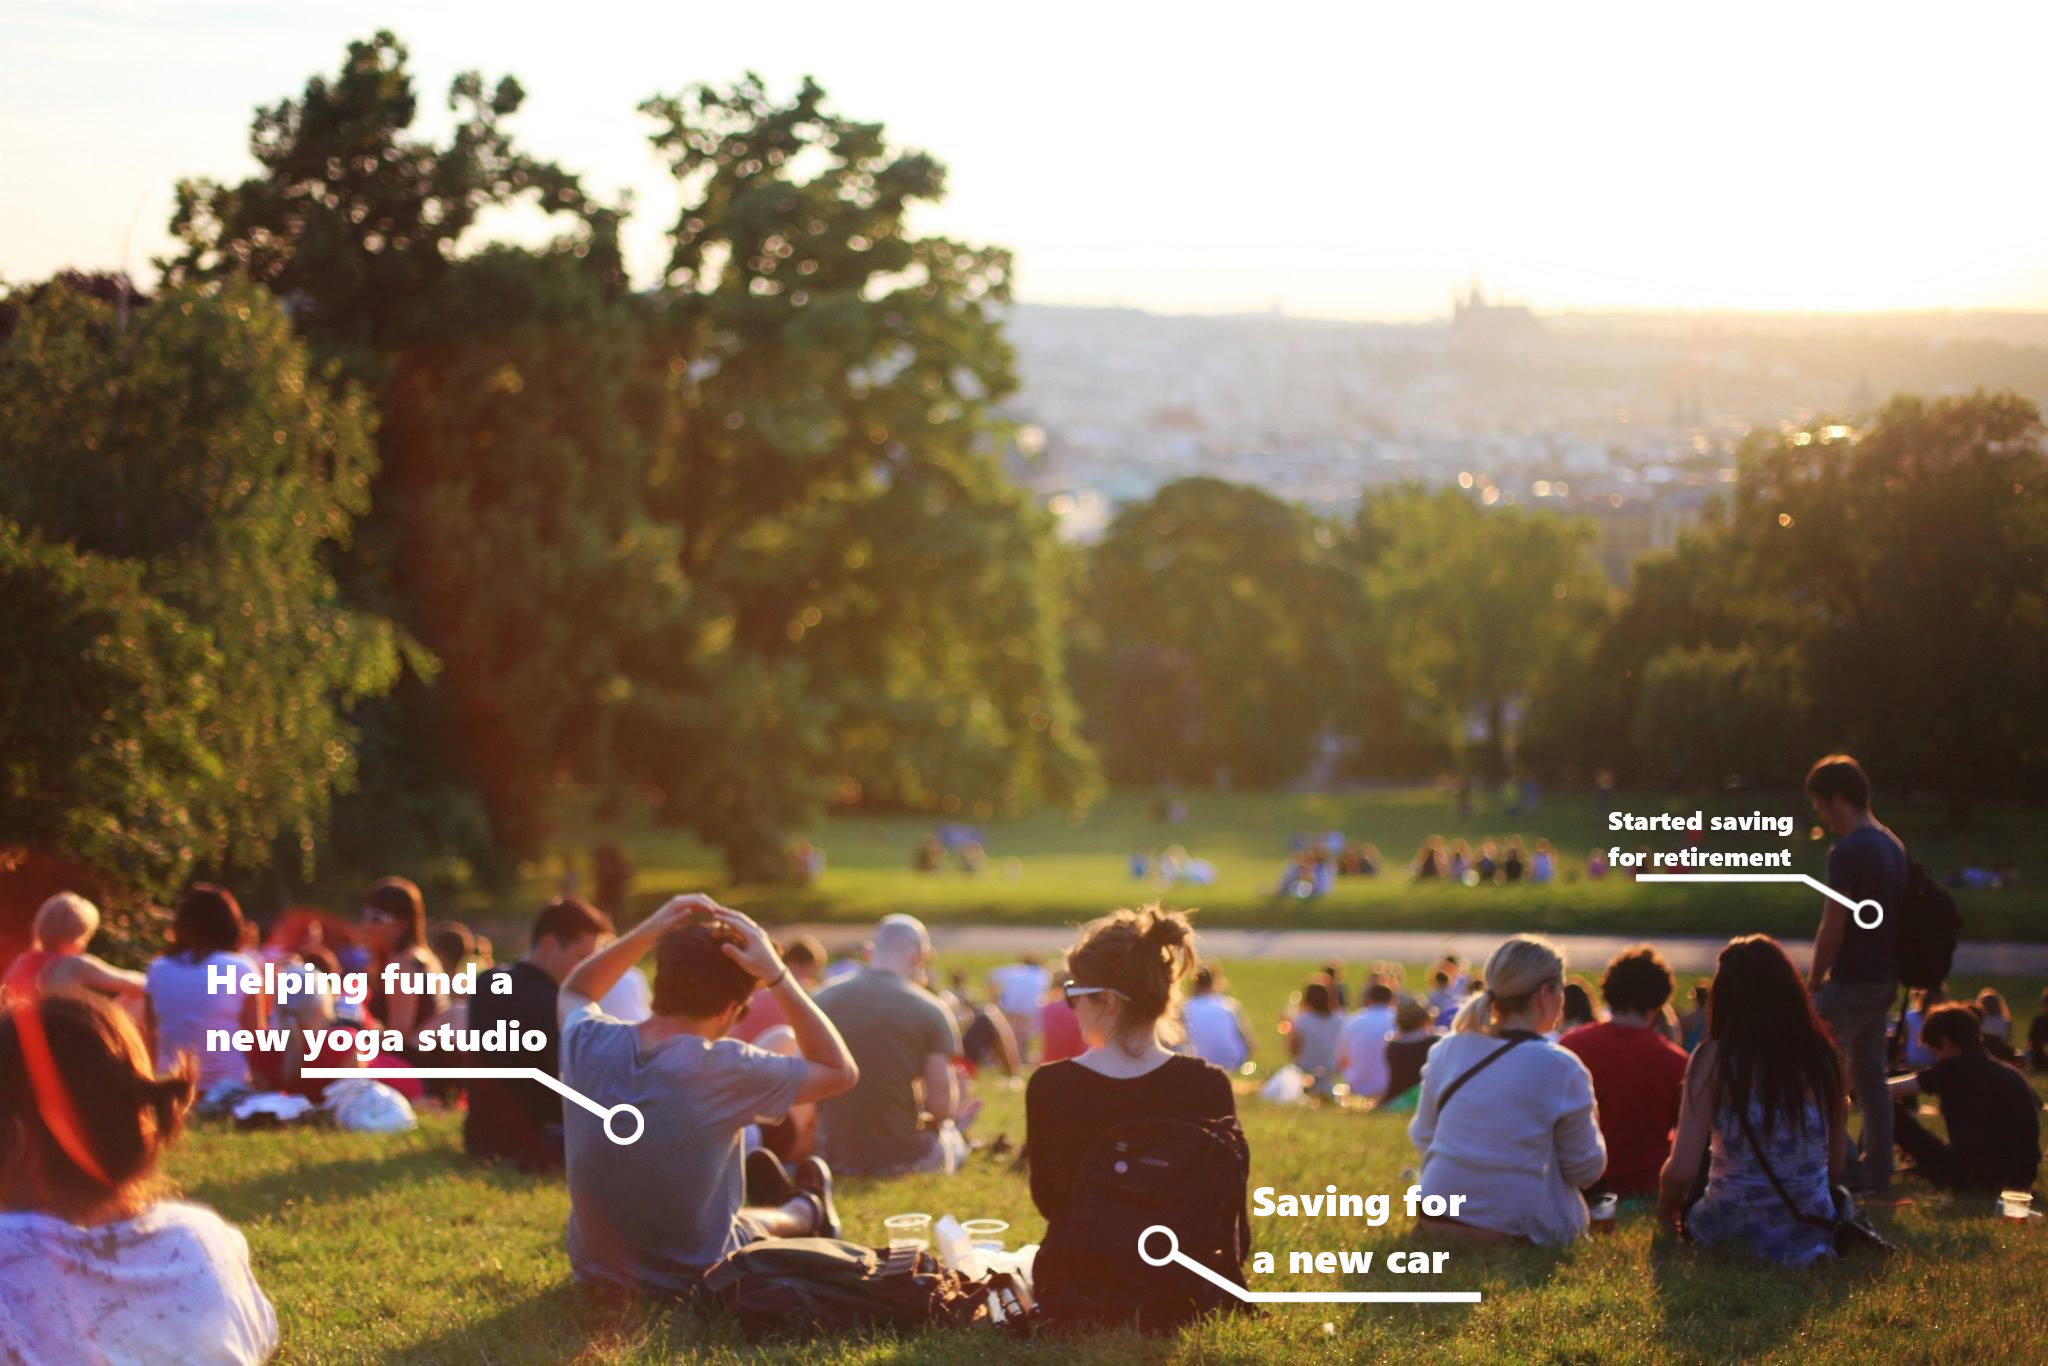 Started saving
for retirement
Helping fund a
new yoga studio
Saving for
a new car